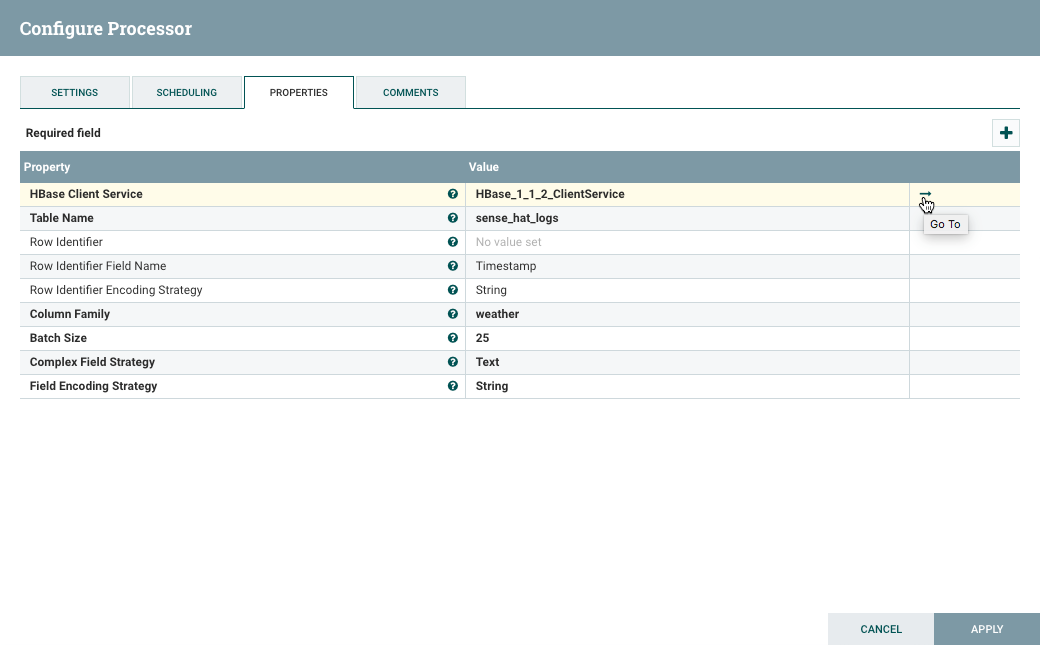 Configure Processor
SETTINGS SCHEDULING PROPERTIES COMMENTS
Required field
Property Value
HBase Client Service HBase_1_1_2_ClientService
Table Name sense_hat_logs
Go To
Row Identifier No value set
Row Identifier Field Name Timestamp
Row Identifier Encoding Strategy String
Column Family weather
Batch Size 25
Complex Field Strategy Text
Field Encoding Strategy String
CANCEL APPLY